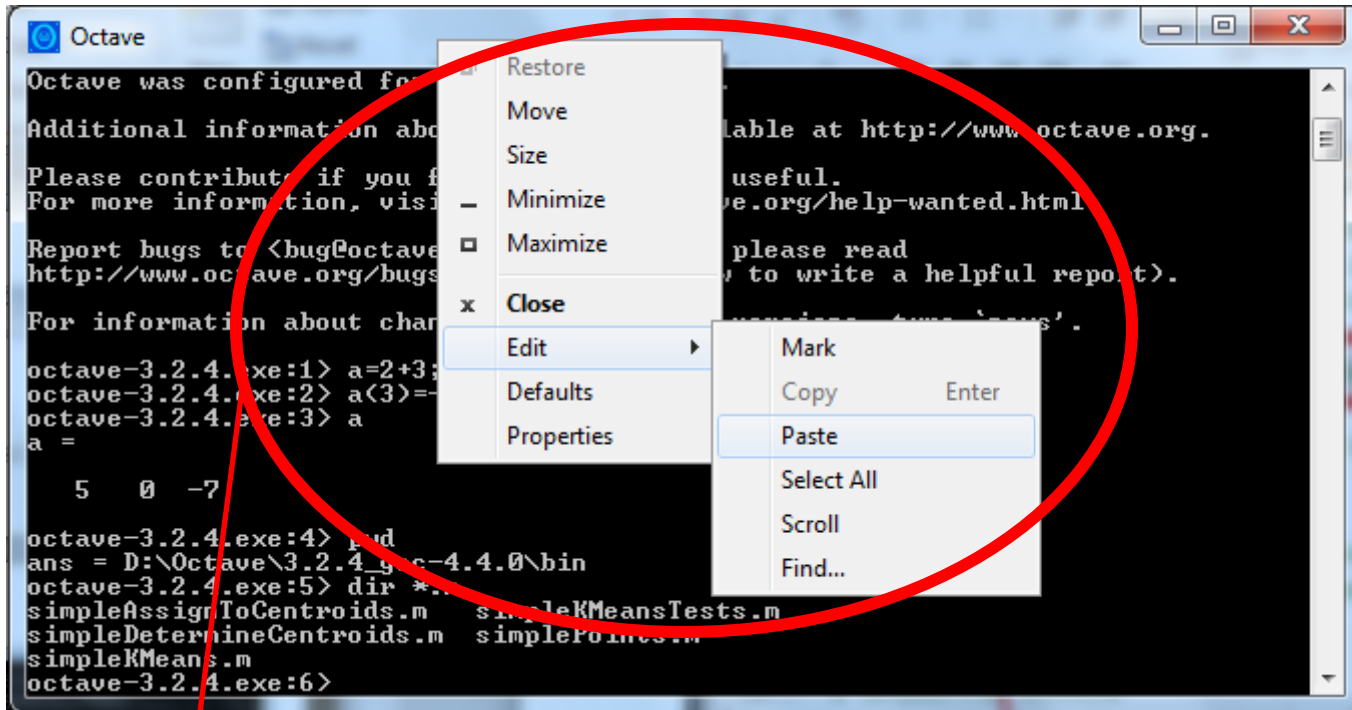 Octave
Octave was configured for
Additional information abo lable at http://www.octave.org.
Please contribute if you f useful.
For more information, visi ve.org/help-wanted.html
Report bugs to <bug@octave please read
http://www.octave.org/bugs to write a helpful report).
For information about chan
octave-3.2.4.exe:1> a=2+3;
octave-3.2.4.exe:2> a(3)=-
octave-3.2.4.exe:3> a
a =
5 0 -7
octave-3.2.4.exe:4> pwd
ans = D:\Octave\3.2.4_gcc-4.4.0\bin
octave-3.2.4.exe:5> dir *.m
simpleAssignToCentroids.m simpleKMeansTests.m
simpleDetermineCentroids.m simplePoints.m
simpleKMeans.m
octave-3.2.4.exe:6>
Restore
Move
Size
Minimize
Maximize
x Close
Edit
Defaults
Properties
Mark
Copy Enter
Paste
Select All
Scroll
Find...